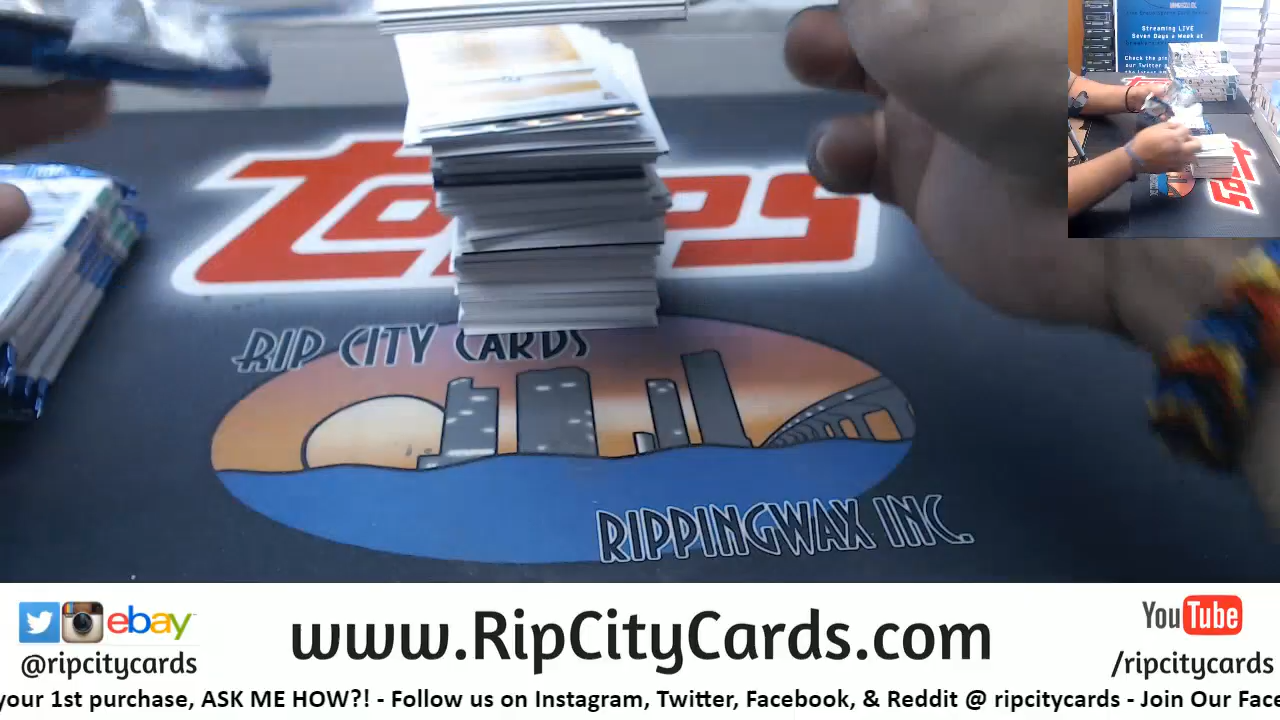 Streaming LIVE
Seven Days a Week at
Topps
RIP CITY CARDS
RIPPINGWAX INC.
ebay
@ripcitycards
www.RipCityCards.com
YouTube
/ripcitycards
your 1st purchase, ASK ME HOW?! - Follow us on Instagram, Twitter, Facebook, & Reddit @ ripcitycards - Join Our Face